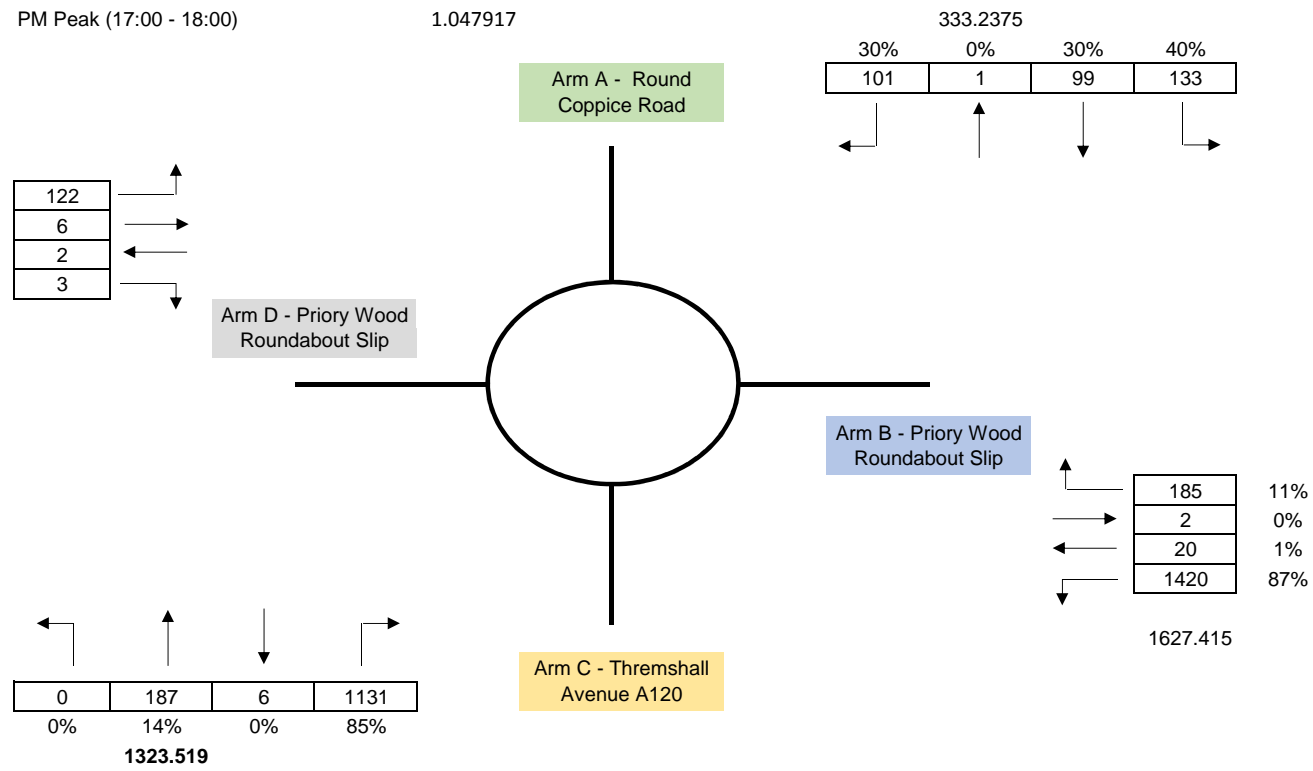 PM Peak (17:00 - 18:00)
1.047917
333.2375
30% 0% 30% 40%
101 1 99 133
Arm A - Round
Coppice Road
122
6
2
3
Arm D - Priory Wood
Roundabout Slip
Arm B - Priory Wood
Roundabout Slip
185 11%
2 0%
20 1%
1420 87%
1627.415
Arm C - Thremshall
Avenue A120
0 187 6 1131
0% 14% 0% 85%
1323.519